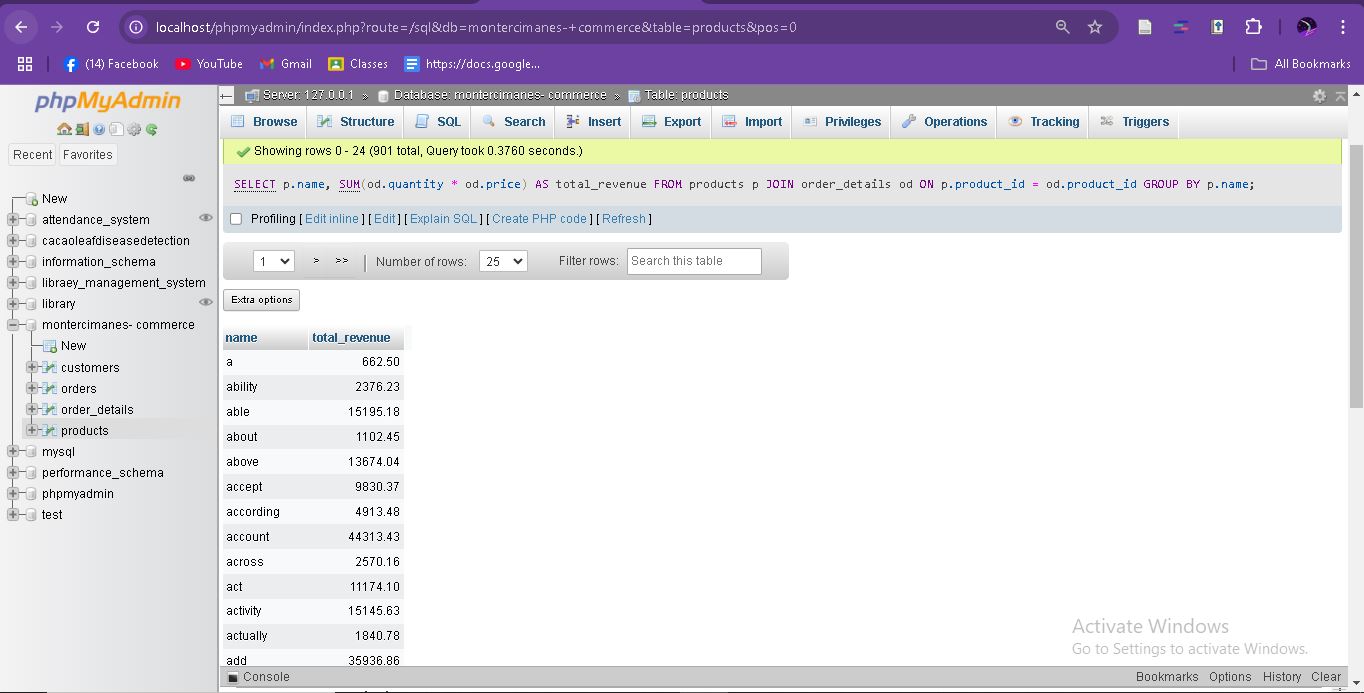 localhost/phpmyadmin/index.php?route=/sql&db=montercimanes-+commerce&table=products&pos=0
(14) Facebook YouTube Gmail Classes https://docs.google... All Bookmarks
phpMyAdmin
Recent Favorites
New
attendance_system
cacaoleafdiseasedetection
information_schema
libraey_management_system
library
montercimanes- commerce
New
customers
orders
order_details
products
mysql
performance_schema
phpmyadmin
test
Server: 127.0.0.1 » Database: montercimanes- commerce » Table: products
Browse Structure SQL Search Insert Export Import Privileges Operations Tracking Triggers
Showing rows 0 - 24 (901 total, Query took 0.3760 seconds.)
SELECT p.name, SUM(od.quantity * od.price) AS total_revenue FROM products p JOIN order_details od ON p.product_id = od.product_id GROUP BY p.name;
Profiling [ Edit inline ] [ Edit ] [ Explain SQL ] [ Create PHP code ] [ Refresh ]
1 > >> | Number of rows: 25 Filter rows: Search this table
Extra options
name total_revenue
a 662.50
ability 2376.23
able 15195.18
about 1102.45
above 13674.04
accept 9830.37
according 4913.48
account 44313.43
across 2570.16
act 11174.10
activity 15145.63
actually 1840.78
add 35936.86
Activate Windows
Go to Settings to activate Windows.
Console Bookmarks Options History Clear